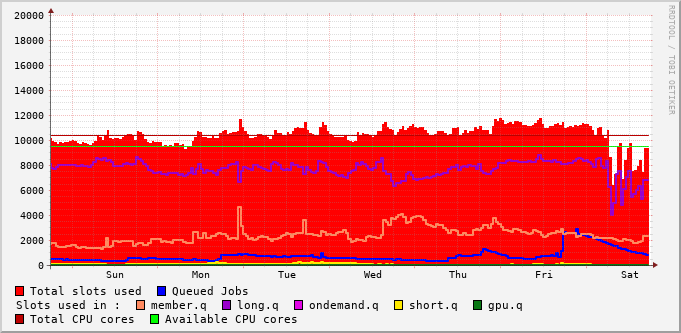 20000
18000
16000
14000
12000
10000
8000
6000
4000
2000
0
Sun Mon Tue Wed Thu Fri Sat
Total slots used Queued Jobs
Slots used in : member.q long.q ondemand.q short.q gpu.q
Total CPU cores Available CPU cores
RRDTOOL / TOBI OETIKER